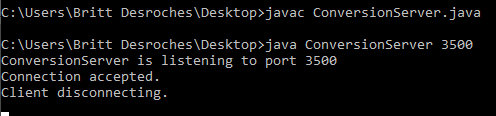 C:\Users\Britt Desroches\Desktop>javac ConversionServer.java
C:\Users\Britt Desroches\Desktop>java ConversionServer 3500
ConversionServer is listening to port 3500
Connection accepted.
Client disconnecting.